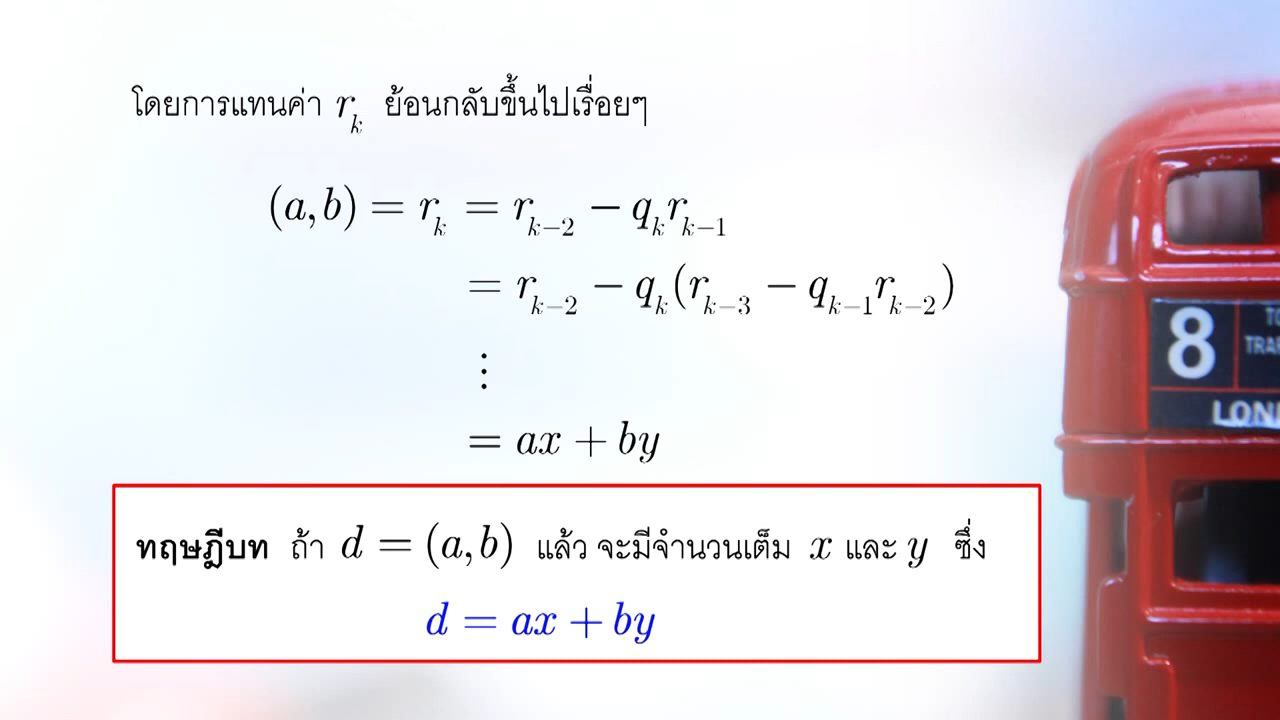 โดยการแทนค่า r_k ย้อนกลับขึ้นไปเรื่อยๆ
(a,b) = r_k = r_{k-2} − q_k r_{k-1}
= r_{k-2} − q_k(r_{k-3} − q_{k-1}r_{k-2})
⋮
= ax + by
ทฤษฎีบท ถ้า d = (a,b) แล้ว จะมีจำนวนเต็ม x และ y ซึ่ง
d = ax + by
8